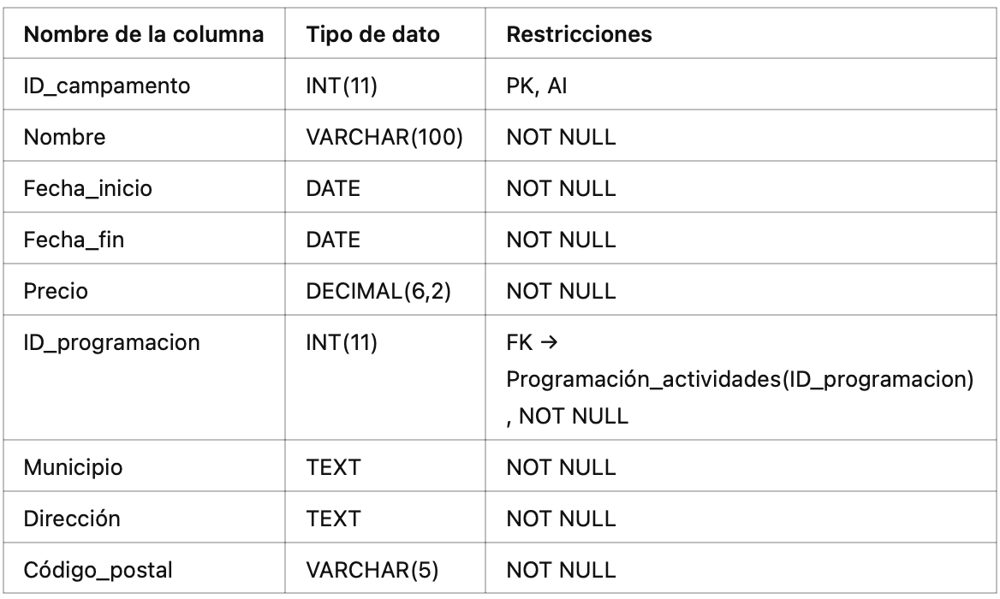 Nombre de la columna Tipo de dato Restricciones
ID_campamento INT(11) PK, AI
Nombre VARCHAR(100) NOT NULL
Fecha_inicio DATE NOT NULL
Fecha_fin DATE NOT NULL
Precio DECIMAL(6,2) NOT NULL
ID_programacion INT(11) FK →
Programación_actividades(ID_programacion)
, NOT NULL
Municipio TEXT NOT NULL
Dirección TEXT NOT NULL
Código_postal VARCHAR(5) NOT NULL